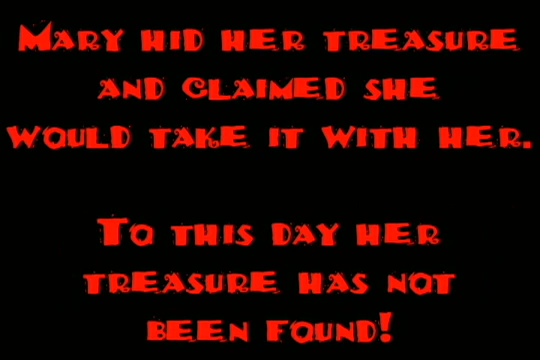 Mary hid her treasure
and claimed she
would take it with her.
To this day her
treasure has not
been found!